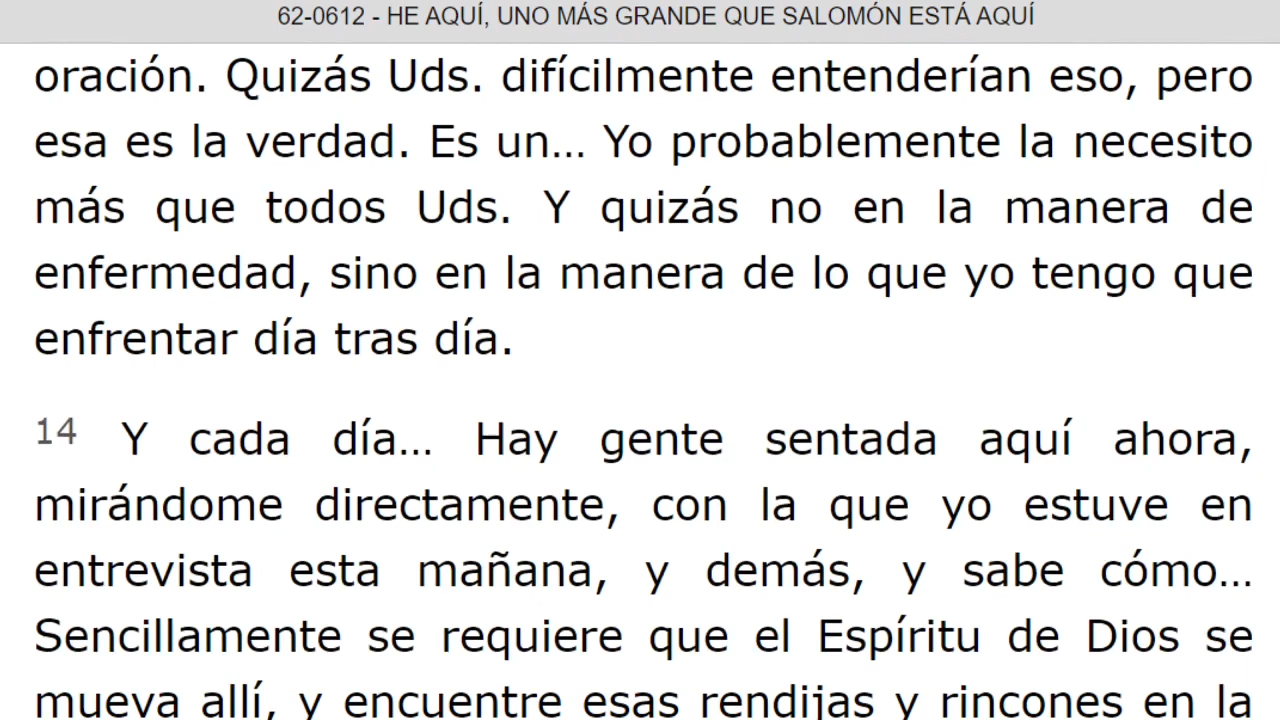 62-0612 - HE AQUÍ, UNO MÁS GRANDE QUE SALOMÓN ESTÁ AQUÍ
oración. Quizás Uds. difícilmente entenderían eso, pero
esa es la verdad. Es un… Yo probablemente la necesito
más que todos Uds. Y quizás no en la manera de
enfermedad, sino en la manera de lo que yo tengo que
enfrentar día tras día.
14 Y cada día… Hay gente sentada aquí ahora,
mirándome directamente, con la que yo estuve en
entrevista esta mañana, y demás, y sabe cómo…
Sencillamente se requiere que el Espíritu de Dios se
mueva allí, y encuentre esas rendijas y rincones en la